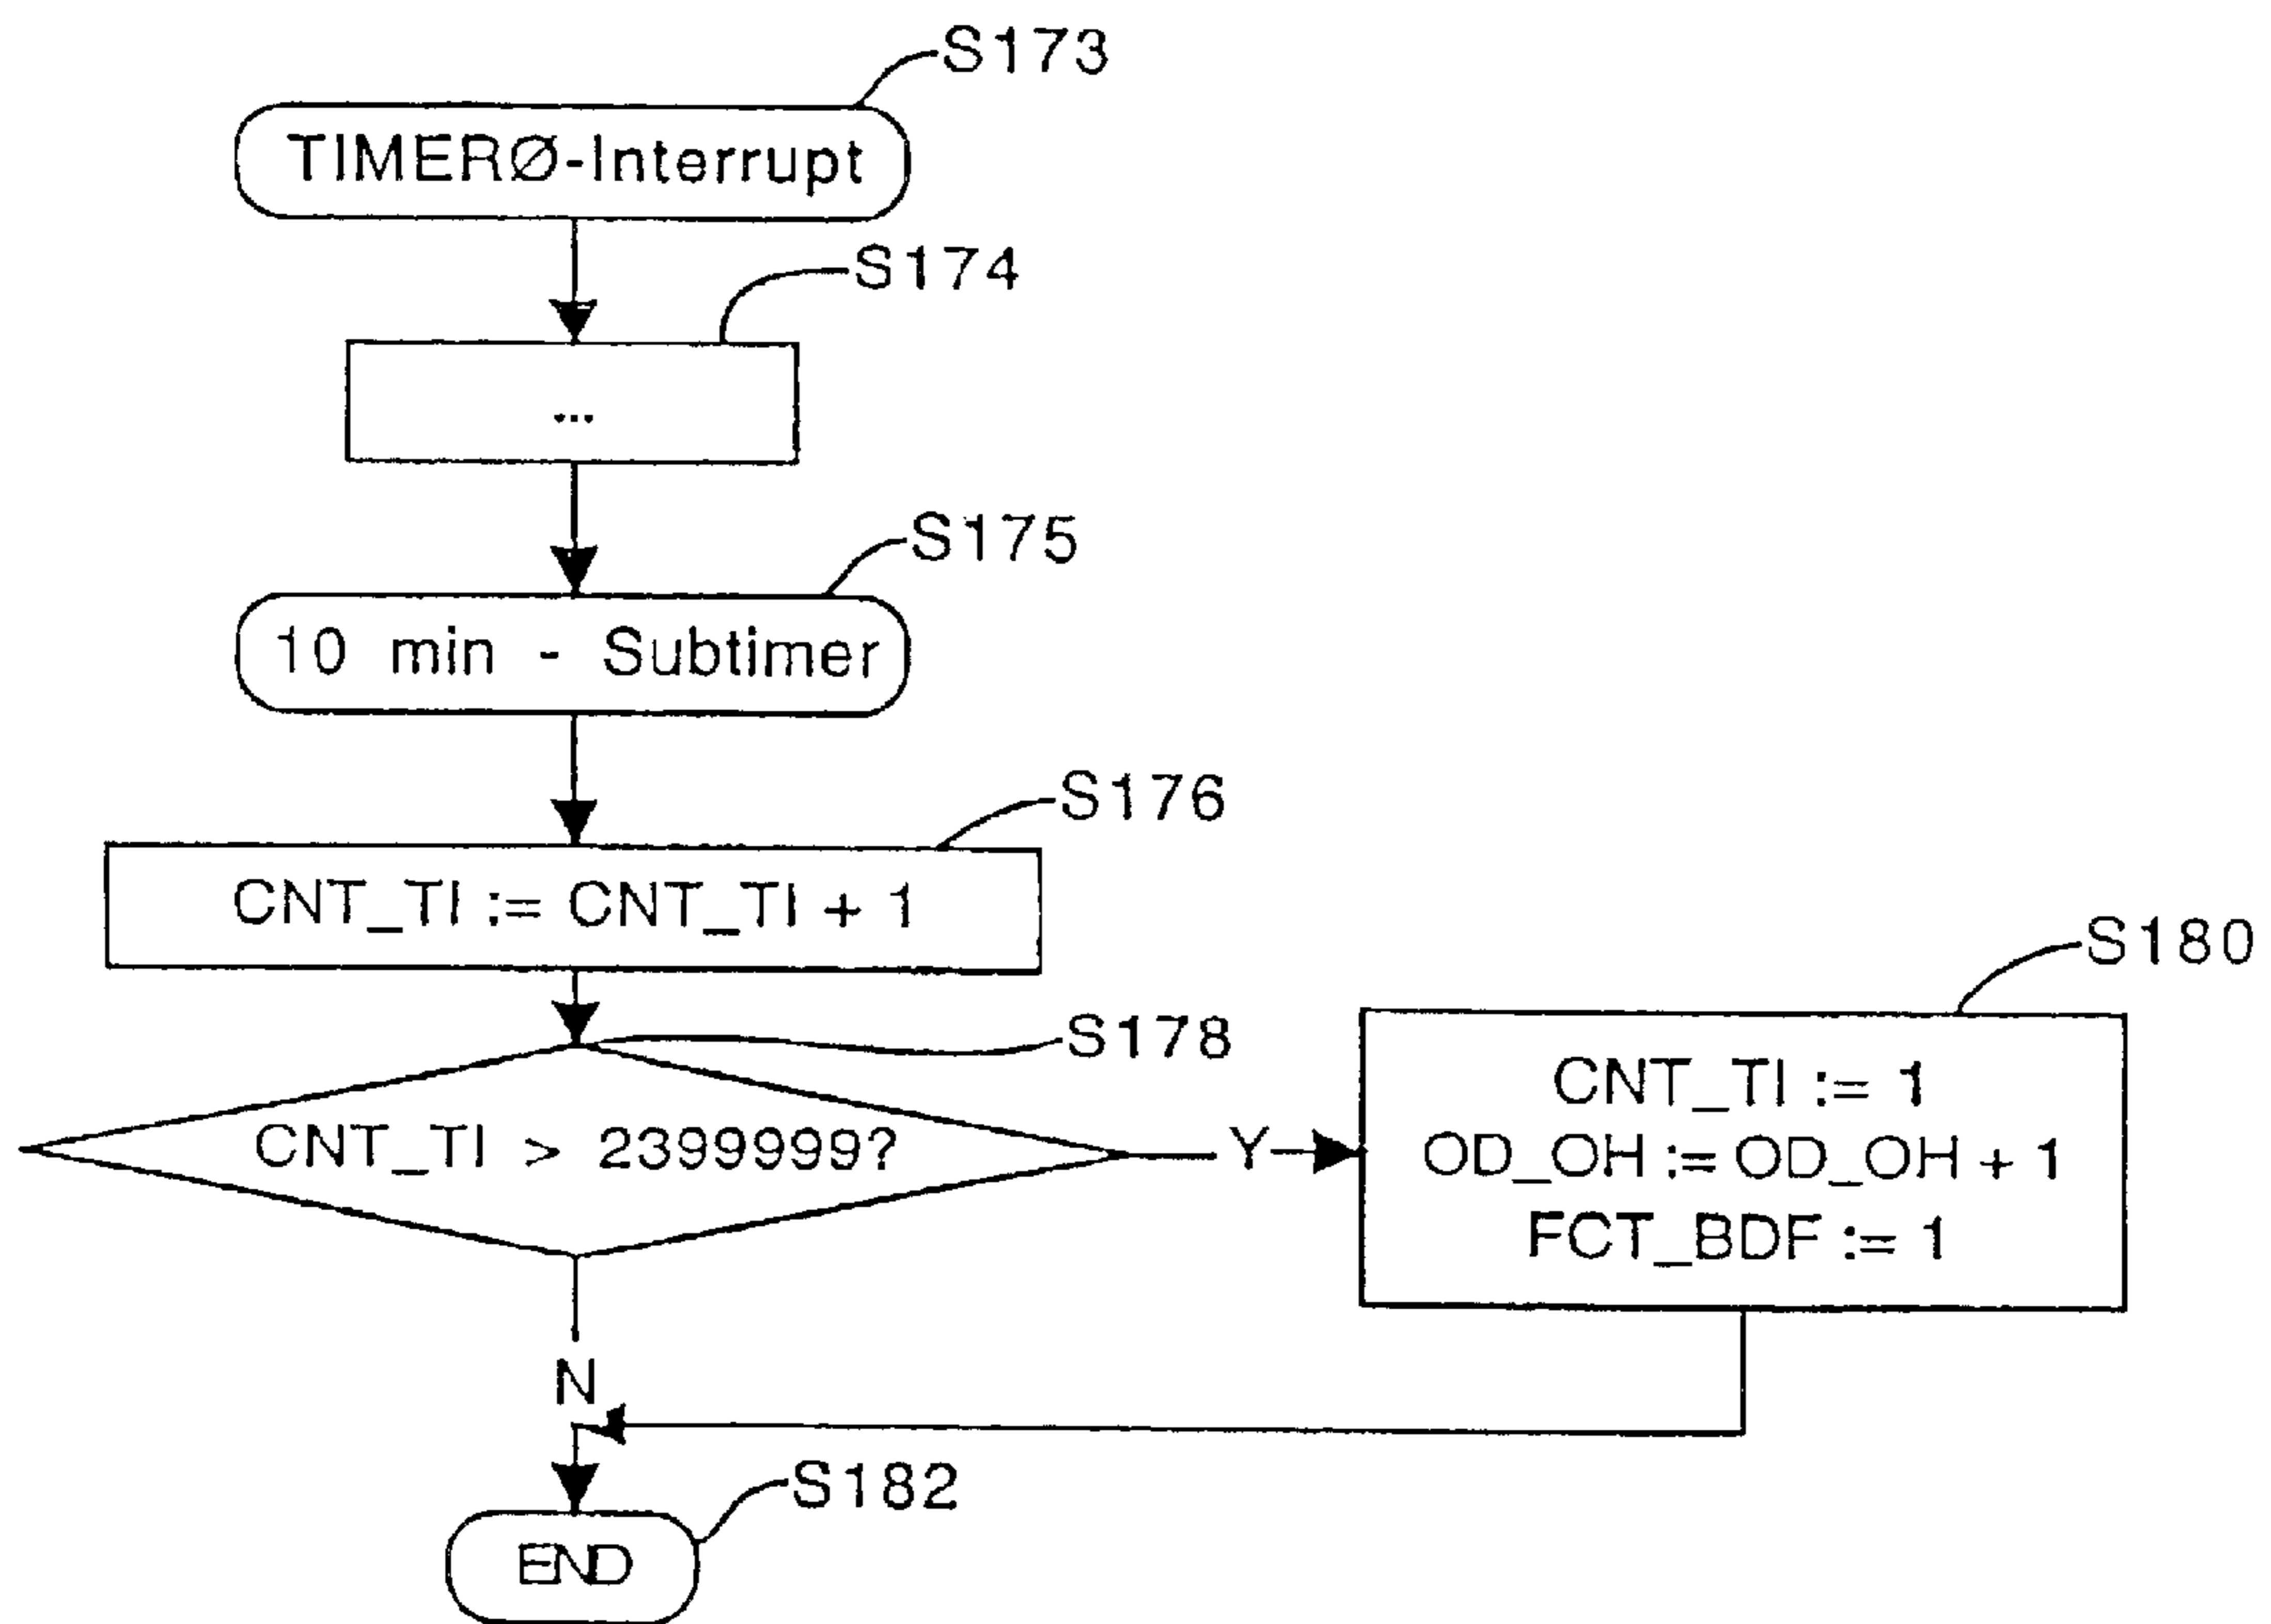 S173
TIMERØ-Interrupt
S174
...
S175
10 min - Subtimer
S176
CNT_TI := CNT_TI + 1
S178
CNT_TI > 2399999?
Y
S180
CNT_TI := 1
OD_OH := OD_OH + 1
FCT_BDF := 1
N
S182
END